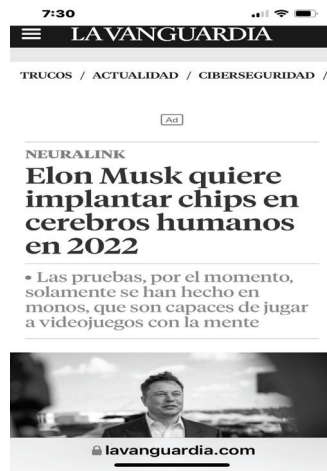 7:30
LA VANGUARDIA
TRUCOS / ACTUALIDAD / CIBERSEGURIDAD /
Ad
NEURALINK
Elon Musk quiere
implantar chips en
cerebros humanos
en 2022
• Las pruebas, por el momento,
solamente se han hecho en
monos, que son capaces de jugar
a videojuegos con la mente
lavanguardia.com